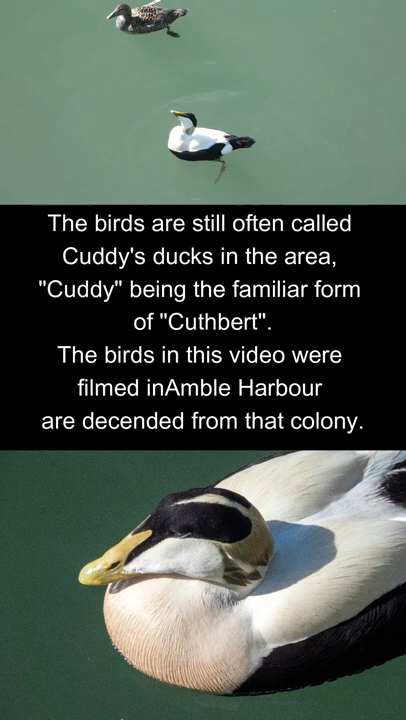 The birds are still often called
Cuddy's ducks in the area,
"Cuddy" being the familiar form
of "Cuthbert".
The birds in this video were
filmed inAmble Harbour
are decended from that colony.